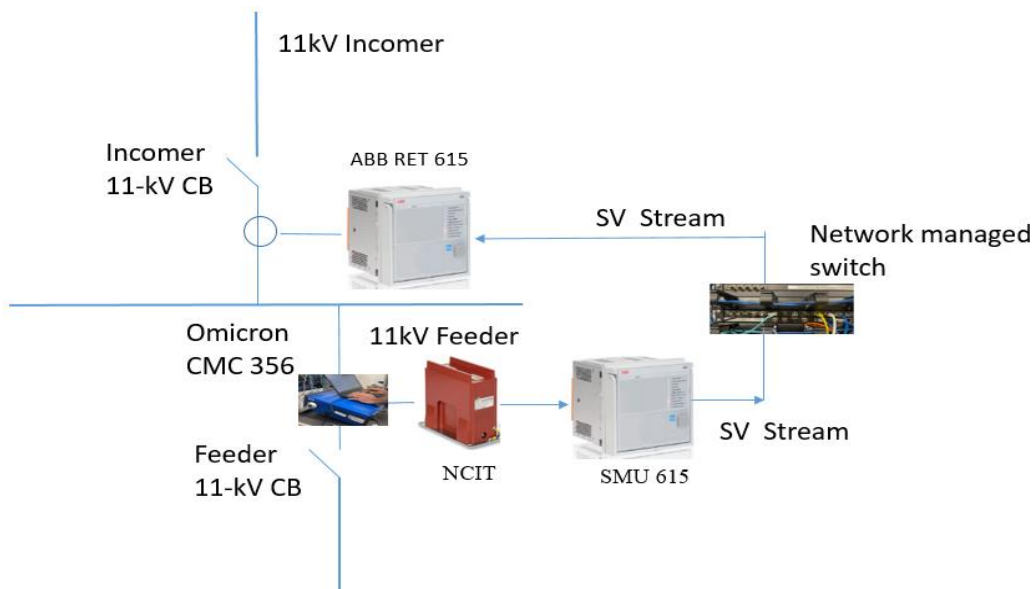 11kV Incomer
Incomer
11-kV CB
ABB RET 615
SV Stream
Network managed
switch
Omicron
CMC 356
11kV Feeder
SV Stream
Feeder
11-kV CB
NCIT
SMU 615